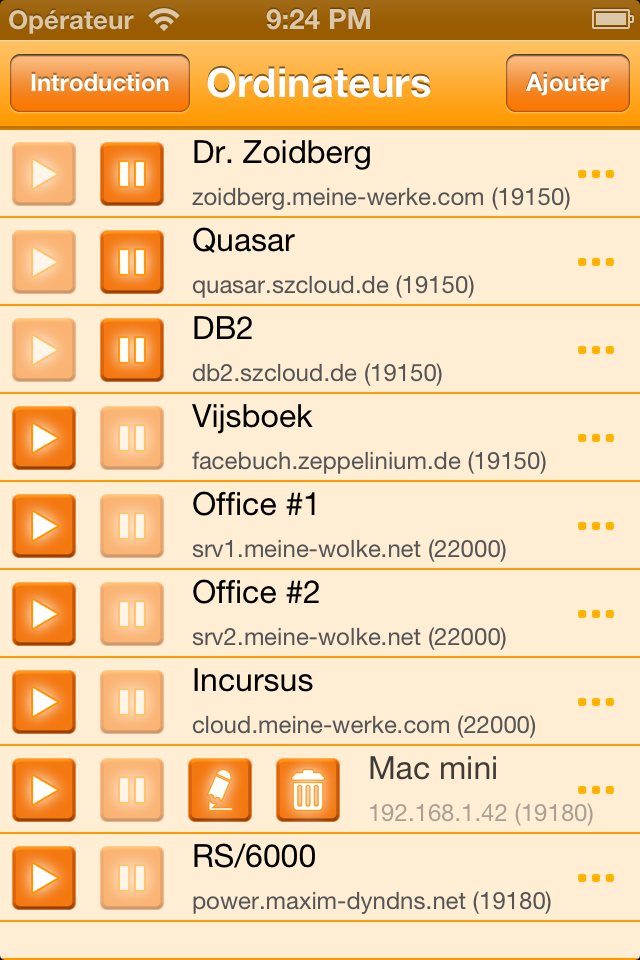 Opérateur 9:24 PM
Introduction Ordinateurs Ajouter
Dr. Zoidberg
zoidberg.meine-werke.com (19150)
Quasar
quasar.szcloud.de (19150)
DB2
db2.szcloud.de (19150)
Vijsboek
facebuch.zeppelinium.de (19150)
Office #1
srv1.meine-wolke.net (22000)
Office #2
srv2.meine-wolke.net (22000)
Incursus
cloud.meine-werke.com (22000)
Mac mini
192.168.1.42 (19180)
RS/6000
power.maxim-dyndns.net (19180)